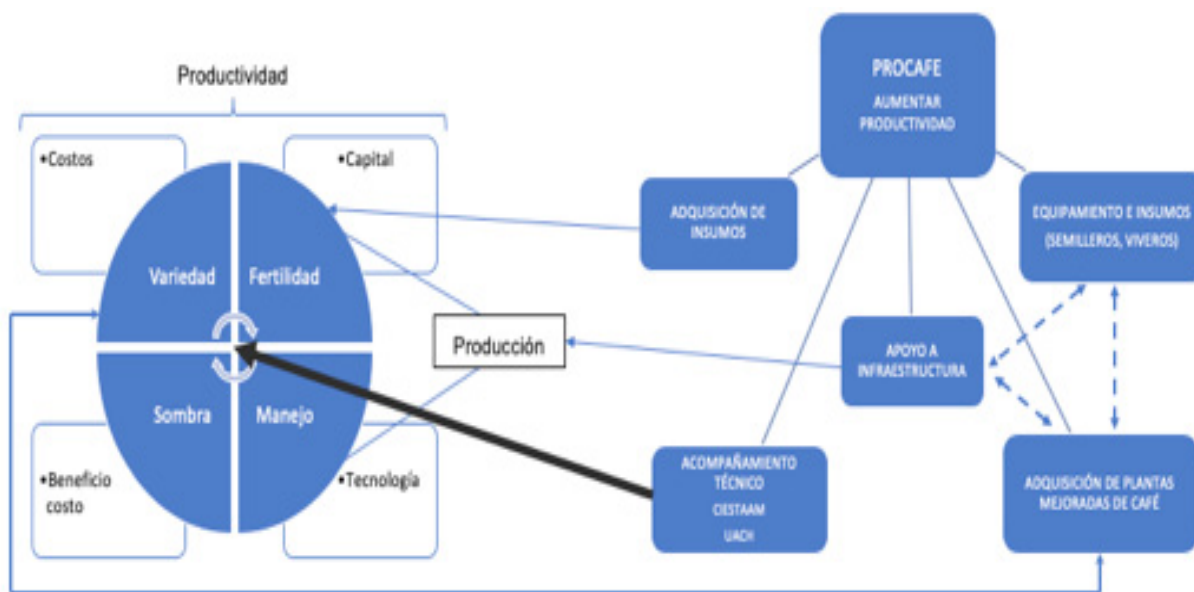 Productividad
•Costos
•Capital
Variedad
Fertilidad
Sombra
Manejo
•Beneficio
costo
•Tecnología
Producción
PROCAFE
AUMENTAR
PRODUCTIVIDAD
ADQUISICIÓN DE
INSUMOS
EQUIPAMIENTO E INSUMOS
(SEMILLEROS, VIVEROS)
APOYO A
INFRAESTRUCTURA
ACOMPAÑAMIENTO
TÉCNICO
CIESTAAM
UACH
ADQUISICIÓN DE PLANTAS
MEJORADAS DE CAFÉ